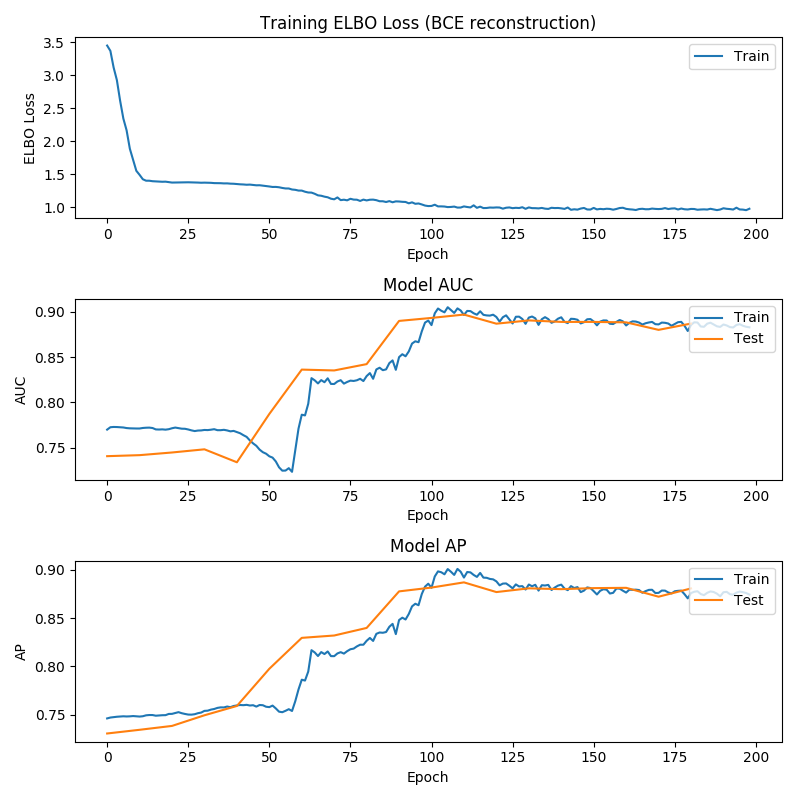 Training ELBO Loss (BCE reconstruction)
3.5
3.0
2.5
2.0
1.5
1.0
ELBO Loss
Train
0 25 50 75 100 125 150 175 200
Epoch
Model AUC
0.90
0.85
0.80
0.75
AUC
Train
Test
0 25 50 75 100 125 150 175 200
Epoch
Model AP
0.90
0.85
0.80
0.75
AP
Train
Test
0 25 50 75 100 125 150 175 200
Epoch